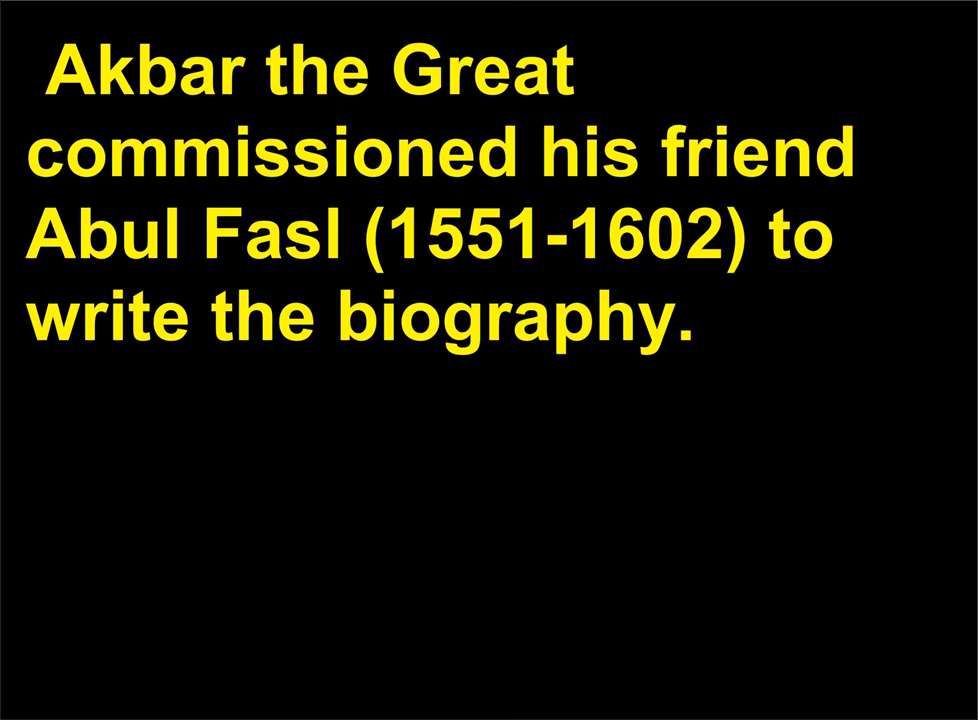 Akbar the Great
commissioned his friend
Abul Fasl (1551-1602) to
write the biography.